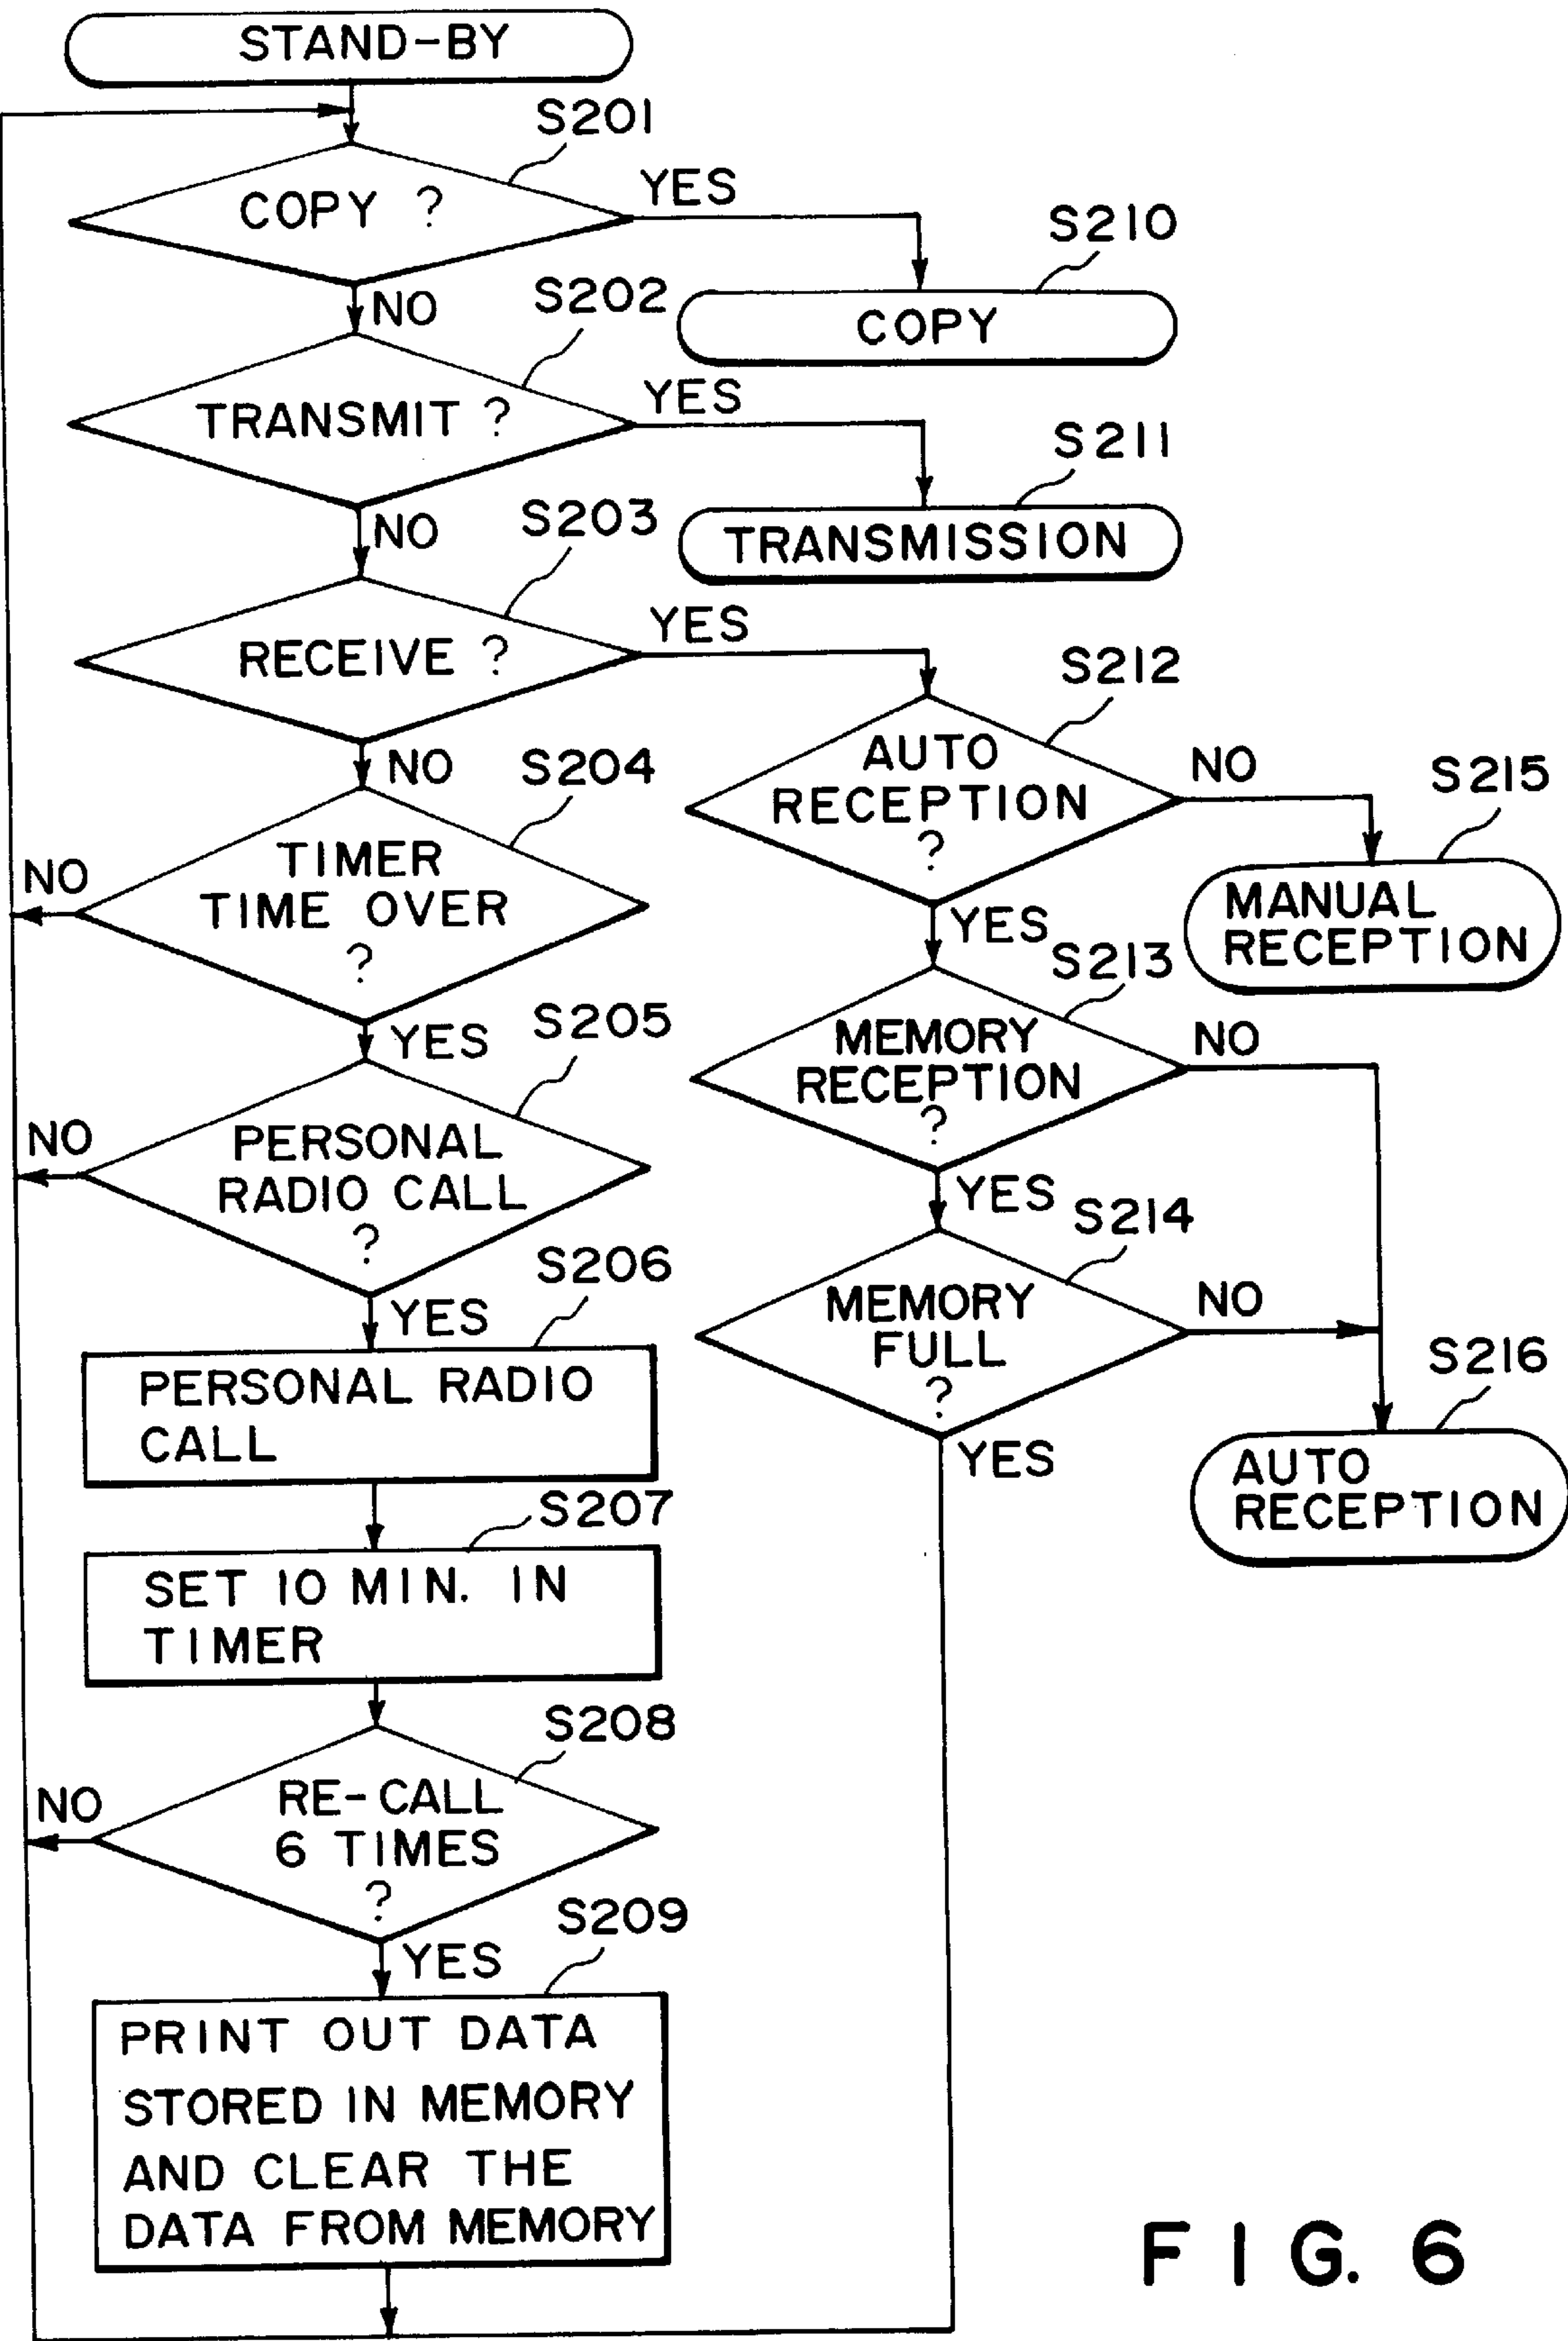 STAND-BY
S201
COPY ?
YES
S210
COPY
NO
S202
TRANSMIT ?
YES
S211
TRANSMISSION
NO
S203
RECEIVE ?
YES
S212
AUTO
RECEPTION
?
NO
S215
MANUAL
RECEPTION
NO
S204
TIMER
TIME OVER
?
NO
YES
S213
MEMORY
RECEPTION
?
NO
YES
S205
PERSONAL
RADIO CALL
?
NO
YES
S214
MEMORY
FULL
?
NO
S216
AUTO
RECEPTION
YES
YES
S206
PERSONAL RADIO
CALL
S207
SET 10 MIN. IN
TIMER
S208
RE-CALL
6 TIMES
?
NO
YES
S209
PRINT OUT DATA
STORED IN MEMORY
AND CLEAR THE
DATA FROM MEMORY
FIG. 6